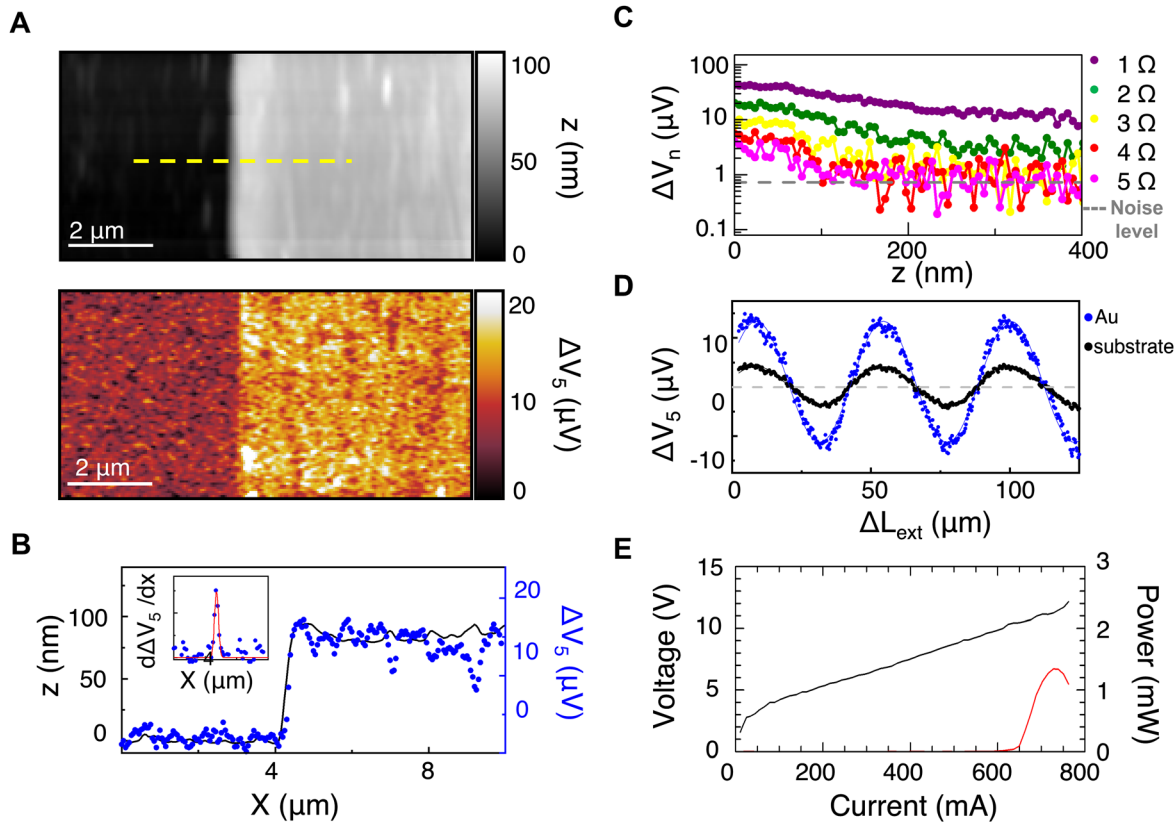 A
100
50
0
z (nm)
2 µm
20
10
0
ΔV5 (µV)
2 µm
B
100
75
50
0
z (nm)
dΔV5 /dx
4
X (µm)
20
10
0
ΔV5 (µV)
4
8
X (µm)
C
100
10
1
0.1
ΔVn (µV)
0
200
400
z (nm)
1 Ω
2 Ω
3 Ω
4 Ω
5 Ω
Noise
level
D
10
0
-10
ΔV5 (µV)
0
50
100
ΔLext (µm)
Au
substrate
E
15
10
5
0
Voltage (V)
3
2
1
0
Power (mW)
0
200
400
600
800
Current (mA)